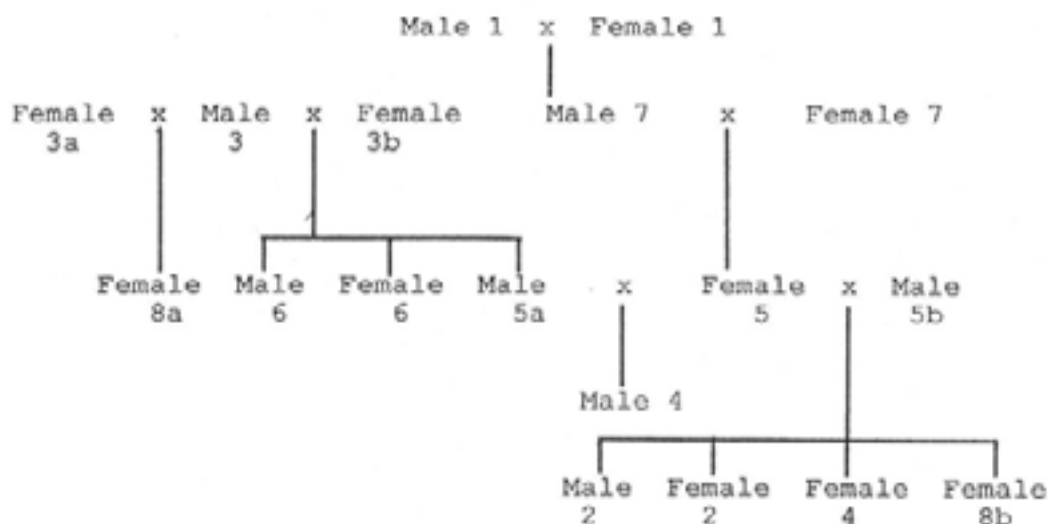 Male 1 x Female 1
Female x Male x Female Male 7 x Female 7
3a 3 3b
Female Male Female Male x Female x Male
8a 6 6 5a 5 5b
Male 4
Male Female Female Female
2 2 4 8b